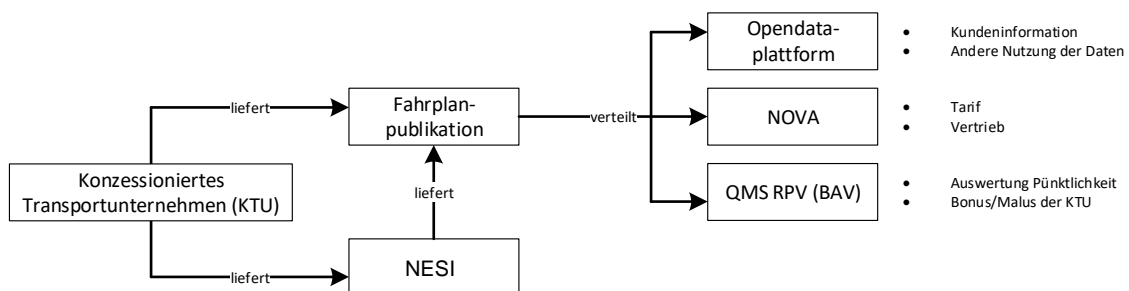 Opendata-
plattform
• Kundeninformation
• Andere Nutzung der Daten
liefert
Fahrplan-
publikation
verteilt
NOVA
• Tarif
• Vertrieb
Konzessioniertes
Transportunternehmen (KTU)
liefert
QMS RPV (BAV)
• Auswertung Pünktlichkeit
• Bonus/Malus der KTU
liefert
NESI